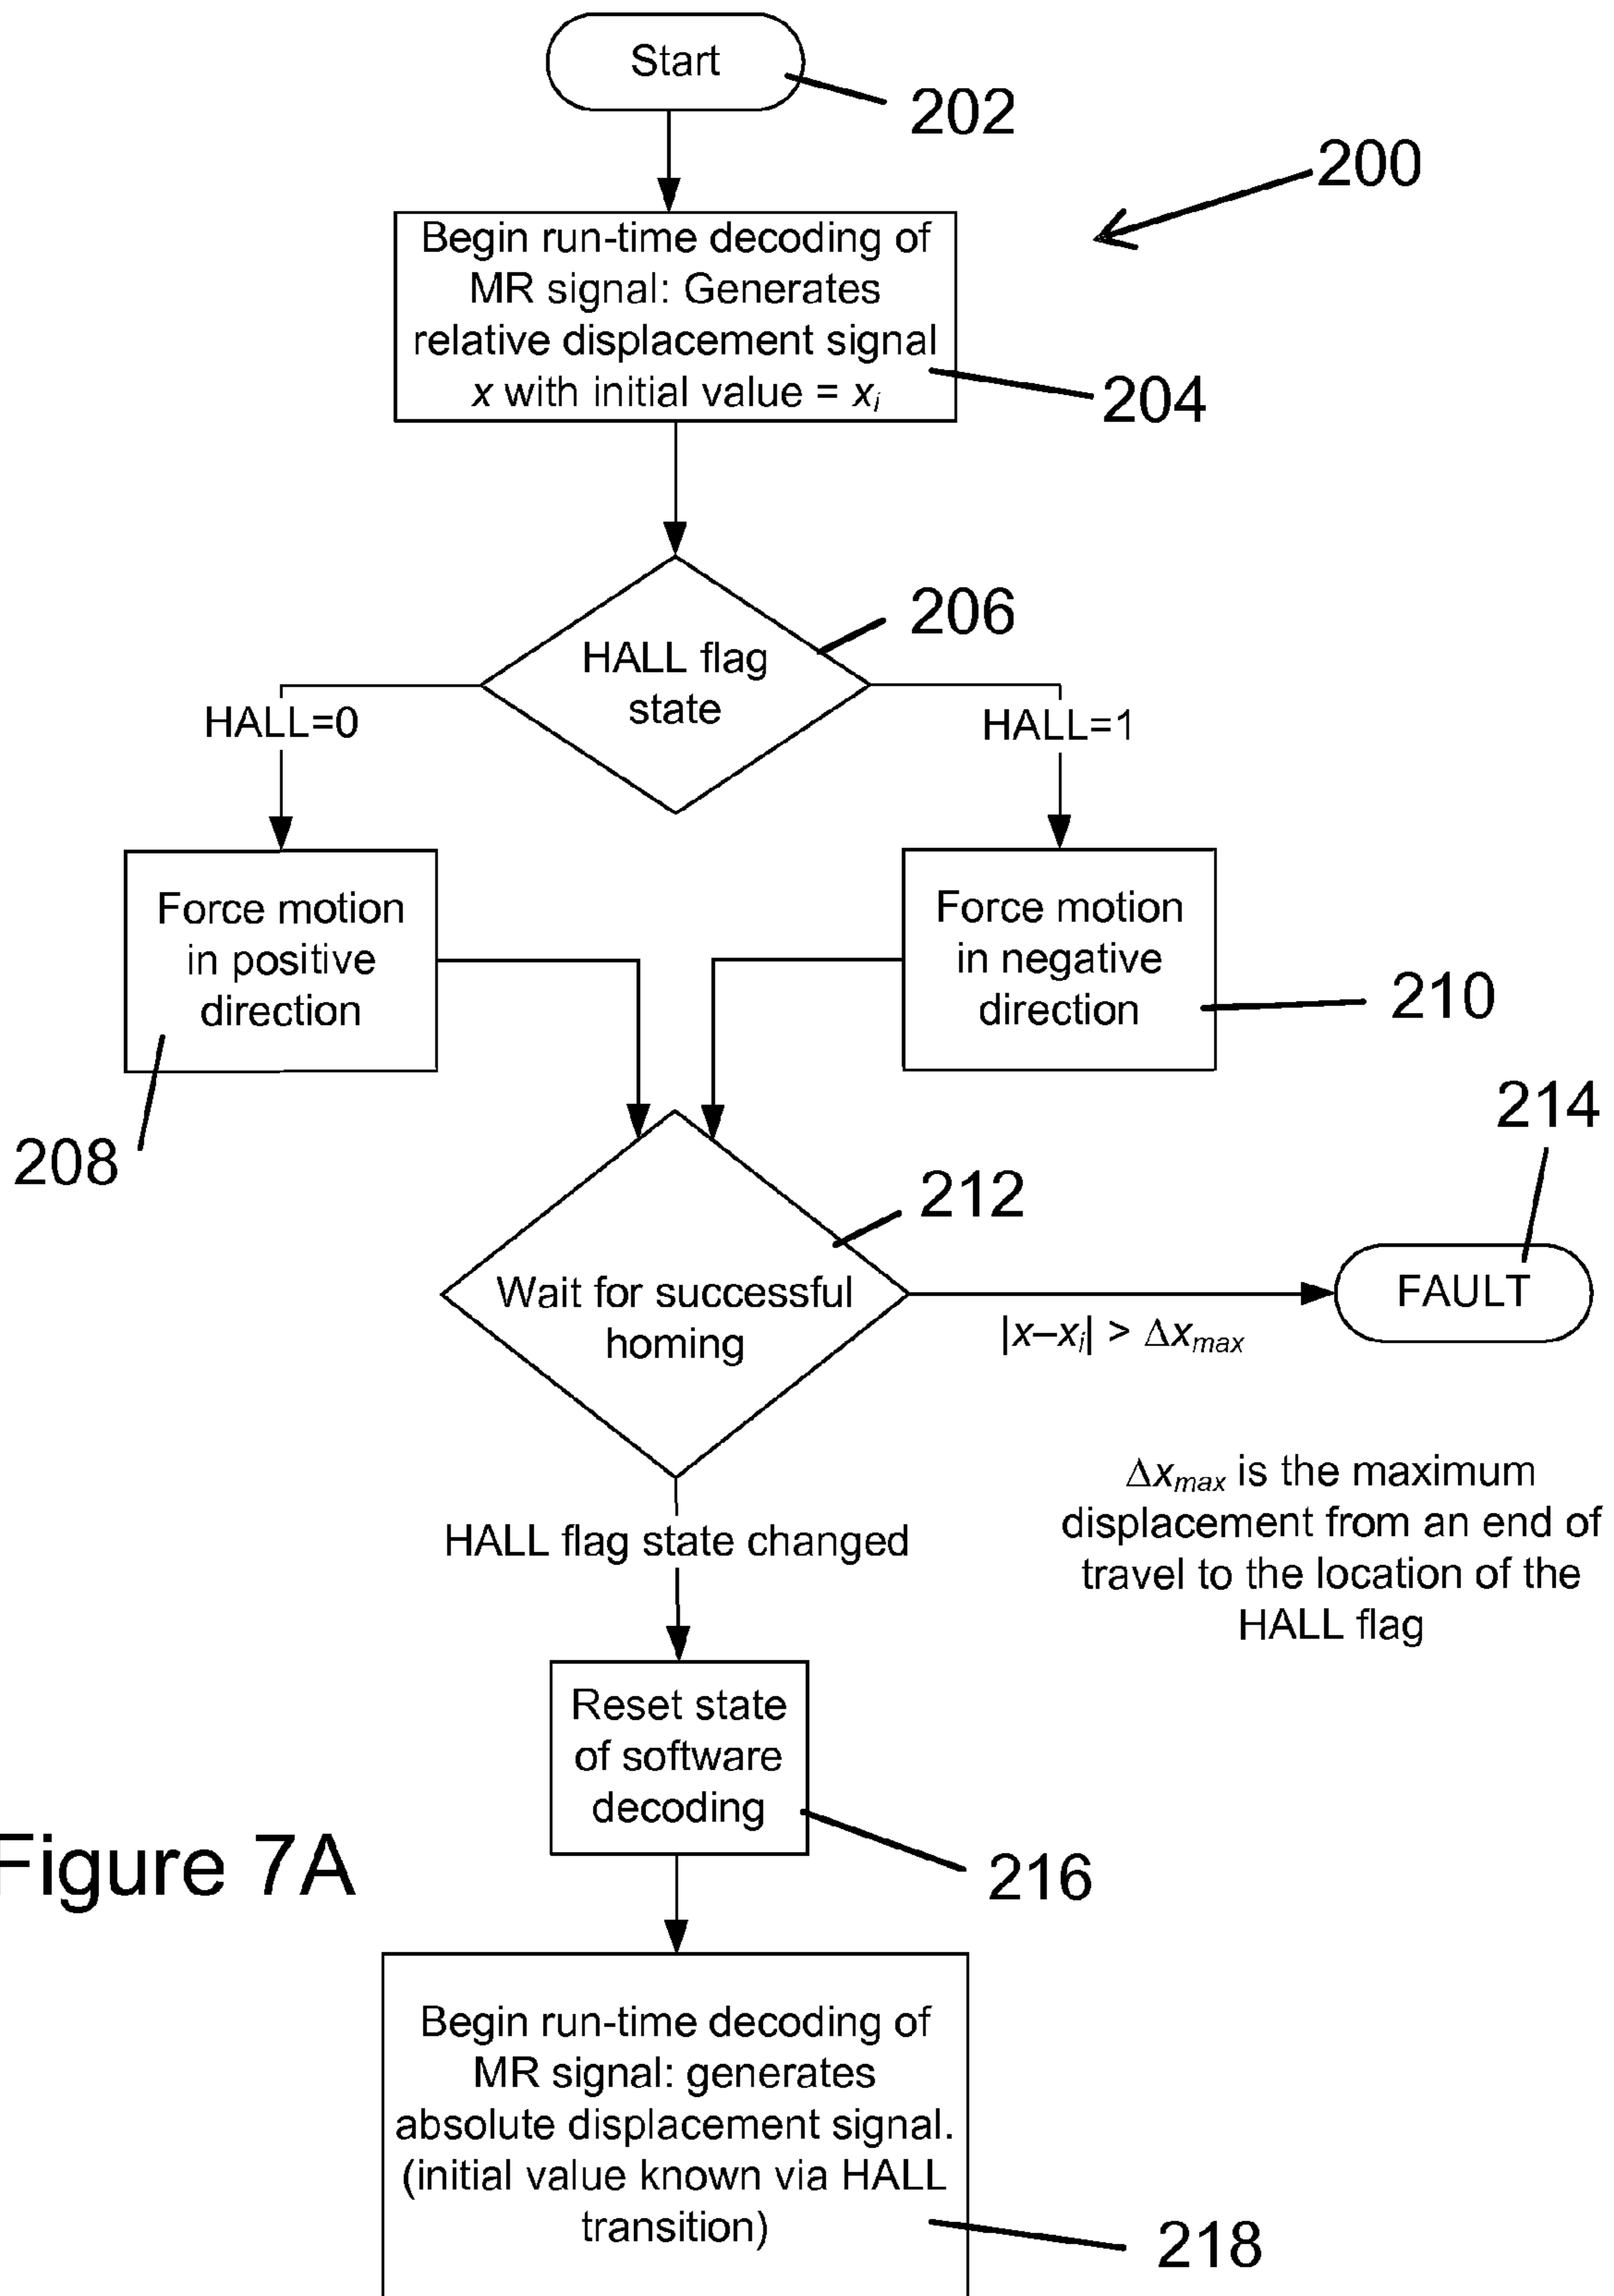 Start
202
200
Begin run-time decoding of
MR signal: Generates
relative displacement signal
x with initial value = xᵢ
204
206
HALL flag
state
HALL=0
HALL=1
Force motion
in positive
direction
208
Force motion
in negative
direction
210
214
212
Wait for successful
homing
FAULT
|x–xᵢ| > Δxmax
Δxmax is the maximum
displacement from an end of
travel to the location of the
HALL flag
HALL flag state changed
Reset state
of software
decoding
216
Figure 7A
Begin run-time decoding of
MR signal: generates
absolute displacement signal.
(initial value known via HALL
transition)
218